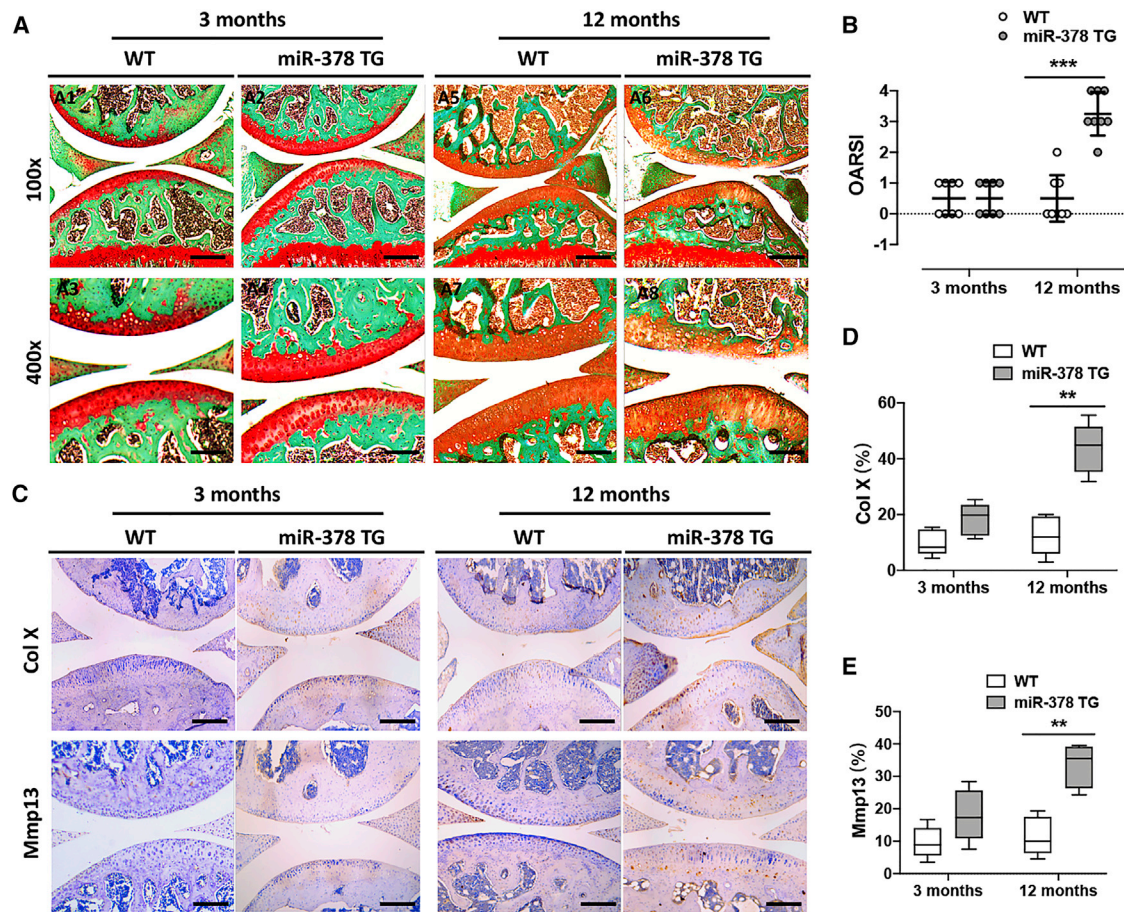 A
3 months
12 months
WT
miR-378 TG
WT
miR-378 TG
100x
A1
A2
A5
A6
400x
A3
A4
A7
A8
B
WT
miR-378 TG
***
OARSI
4
3
2
1
0
-1
3 months
12 months
C
3 months
12 months
WT
miR-378 TG
WT
miR-378 TG
Col X
Mmp13
D
WT
miR-378 TG
**
Col X (%)
60
40
20
0
3 months
12 months
E
WT
miR-378 TG
**
Mmp13 (%)
50
40
30
20
10
0
3 months
12 months